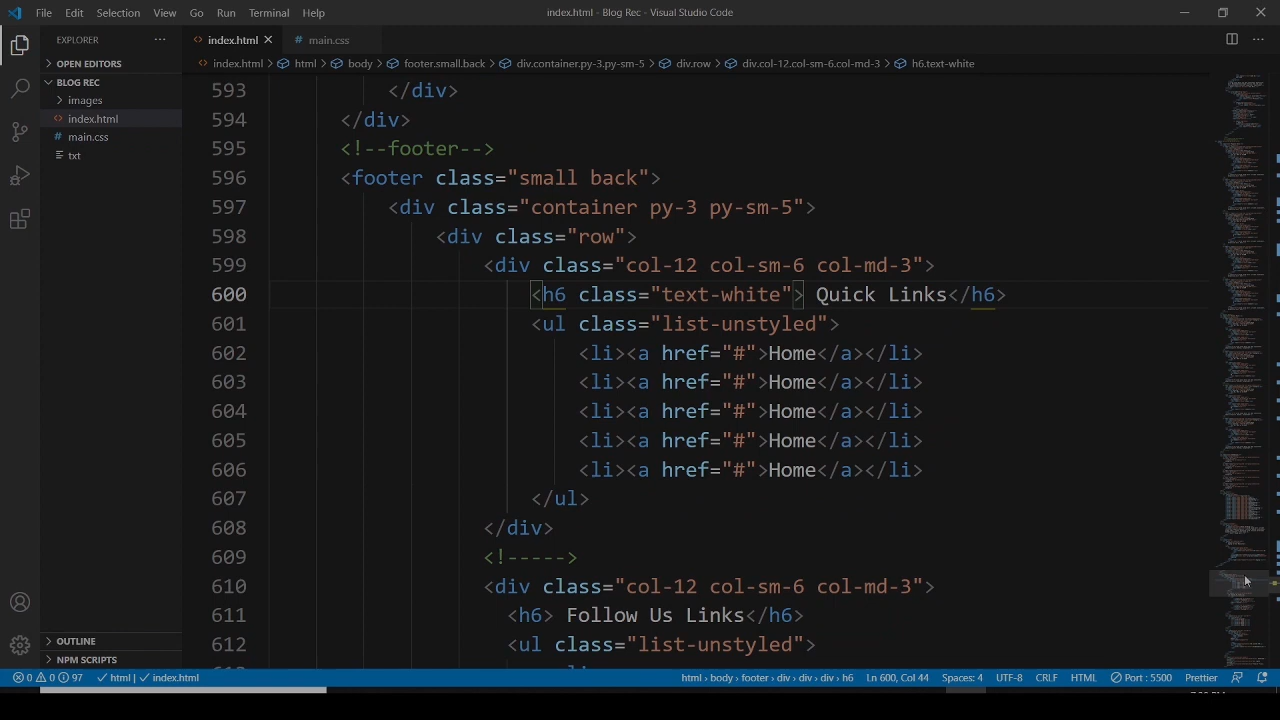 File Edit Selection View Go Run Terminal Help index.html - Blog Rec - Visual Studio Code
EXPLORER
OPEN EDITORS
BLOG REC
images
index.html
main.css
txt
OUTLINE
NPM SCRIPTS
index.html main.css
index.html html body footer.small.back div.container.py-3.py-sm-5 div.row div.col-12.col-sm-6.col-md-3 h6.text-white
593 </div>
594 </div>
595 <!--footer-->
596 <footer class="small back">
597 <div class="container py-3 py-sm-5">
598 <div class="row">
599 <div class="col-12 col-sm-6 col-md-3">
600 <h6 class="text-white"> Quick Links</h6>
601 <ul class="list-unstyled">
602 <li><a href="#">Home</a></li>
603 <li><a href="#">Home</a></li>
604 <li><a href="#">Home</a></li>
605 <li><a href="#">Home</a></li>
606 <li><a href="#">Home</a></li>
607 </ul>
608 </div>
609 <!----->
610 <div class="col-12 col-sm-6 col-md-3">
611 <h6> Follow Us Links</h6>
612 <ul class="list-unstyled">
0 0 97 html | index.html html > body > footer > div > div > div > h6 Ln 600, Col 44 Spaces: 4 UTF-8 CRLF HTML Port : 5500 Prettier